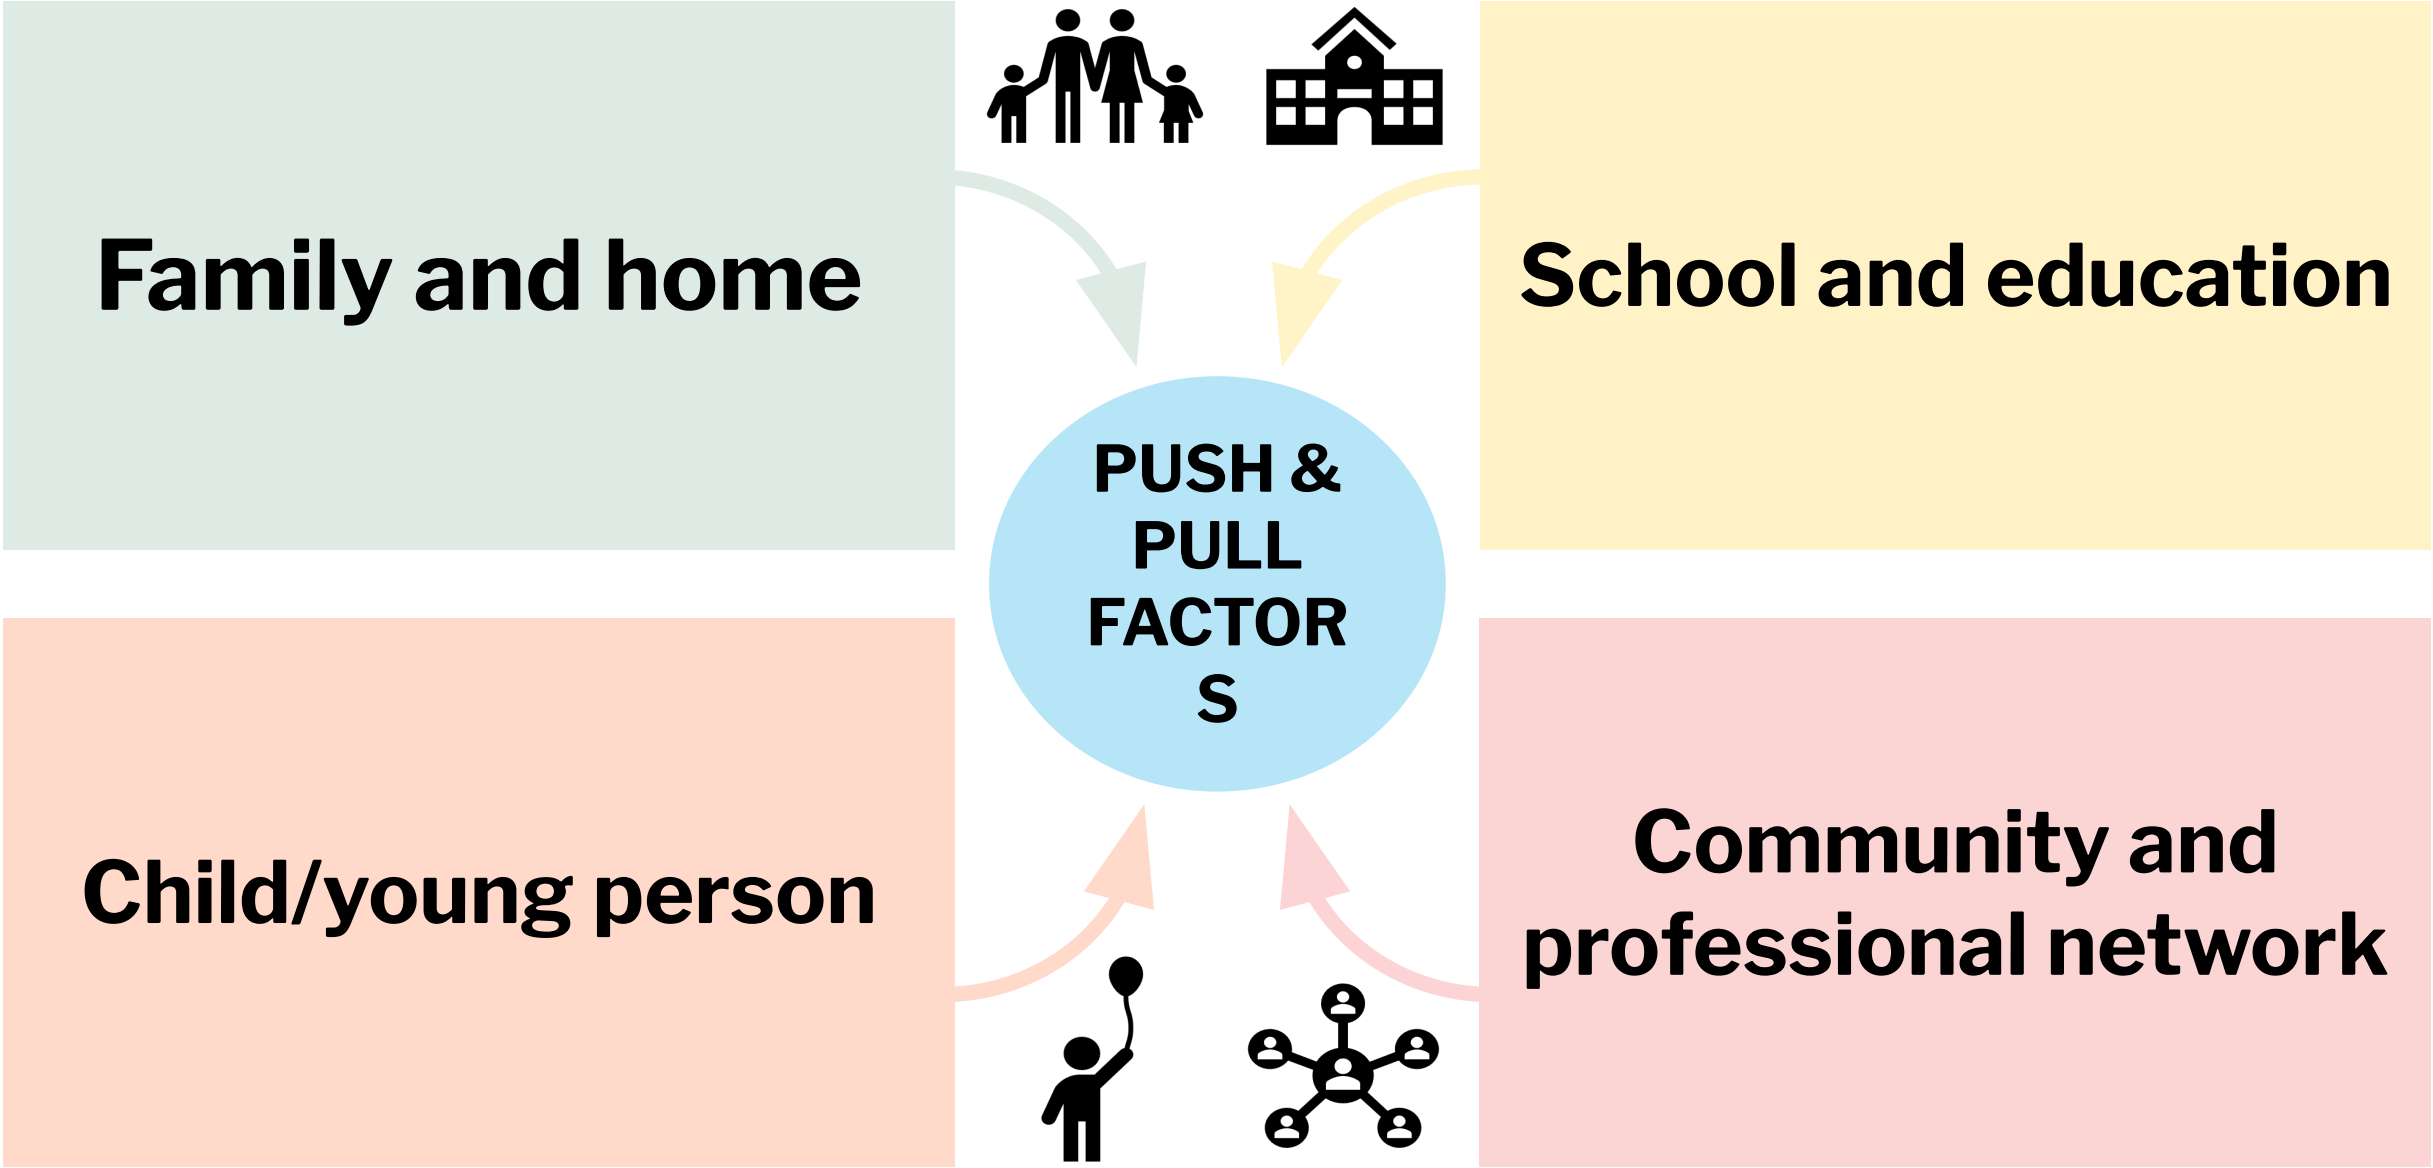 Family and home
School and education
PUSH &
PULL
FACTOR
S
Child/young person
Community and
professional network